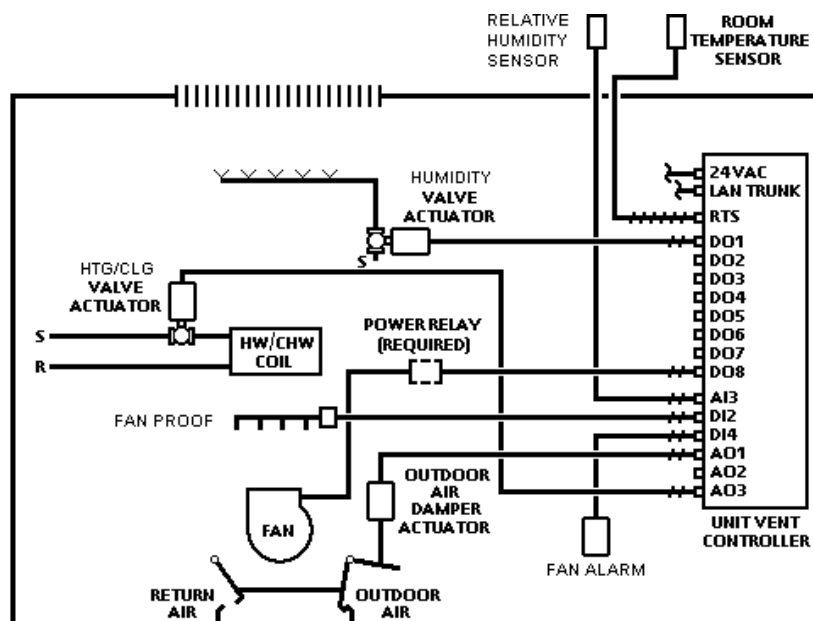 RELATIVE
HUMIDITY
SENSOR
ROOM
TEMPERATURE
SENSOR
HUMIDITY
VALVE
ACTUATOR
S
24VAC
LAN TRUNK
RTS
DO1
DO2
DO3
DO4
DO5
DO6
DO7
DO8
AI3
DI2
DI4
AO1
AO2
AO3
UNIT VENT
CONTROLLER
HTG/CLG
VALVE
ACTUATOR
S
R
HW/CHW
COIL
POWER RELAY
(REQUIRED)
FAN PROOF
FAN
OUTDOOR
AIR
DAMPER
ACTUATOR
FAN ALARM
RETURN
AIR
OUTDOOR
AIR